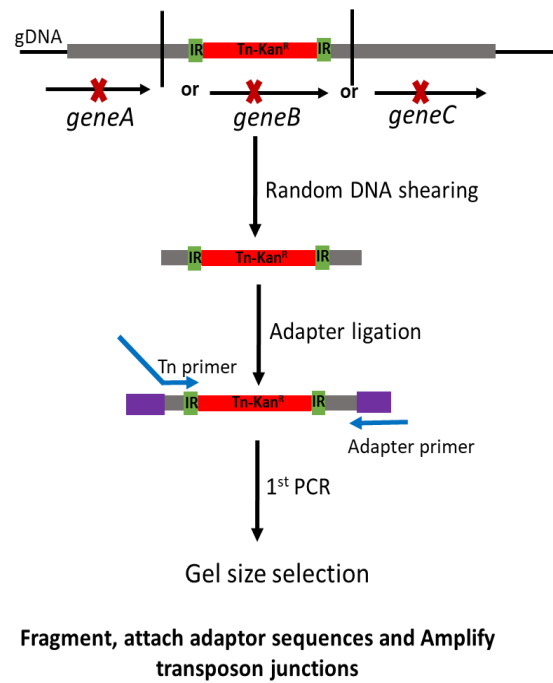 gDNA
IR Tn-Kanᴿ IR
or or
geneA geneB geneC
Random DNA shearing
IR Tn-Kanᴿ IR
Adapter ligation
Tn primer
IR Tn-Kanᴿ IR
Adapter primer
1ˢᵗ PCR
Gel size selection
Fragment, attach adaptor sequences and Amplify
transposon junctions